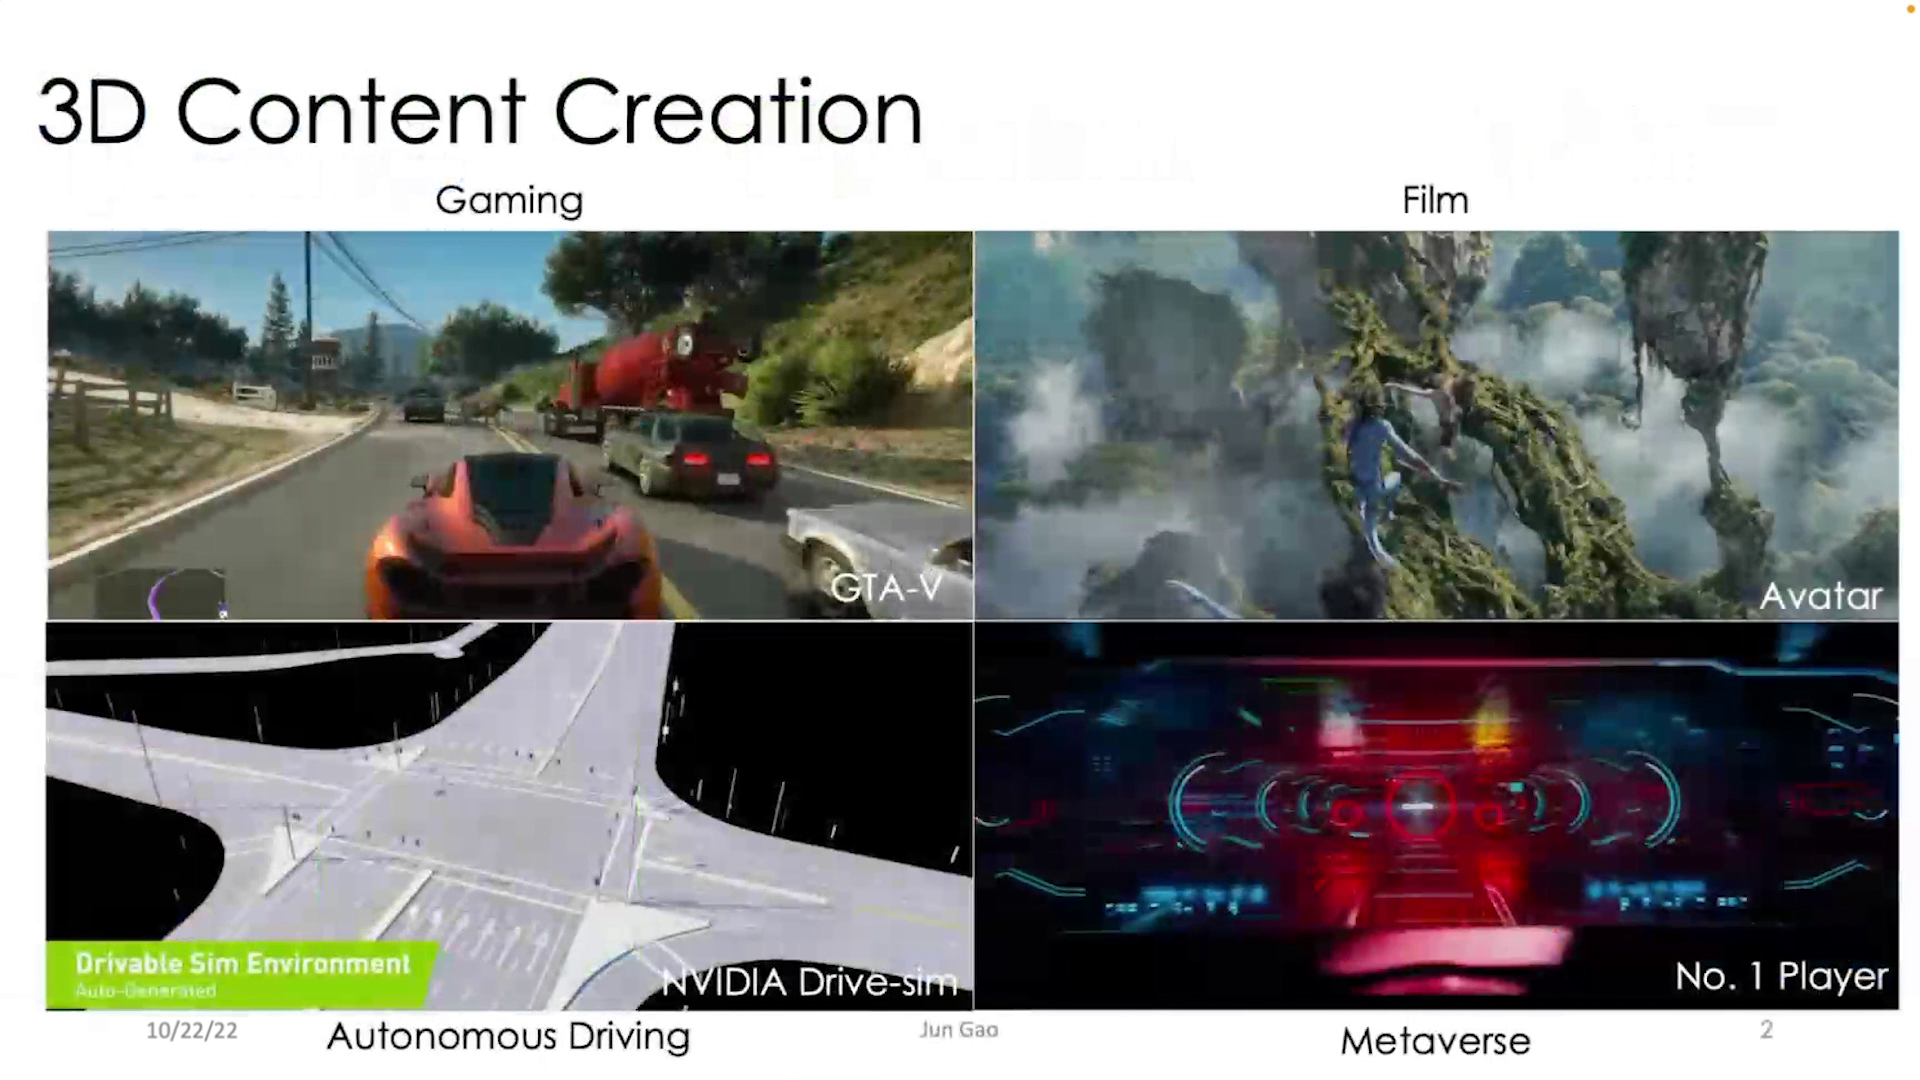 3D Content Creation
Gaming
Film
GTA-V
Avatar
Drivable Sim Environment
Auto-Generated
NVIDIA Drive-sim
No. 1 Player
10/22/22
Autonomous Driving
Jun Gao
Metaverse
2